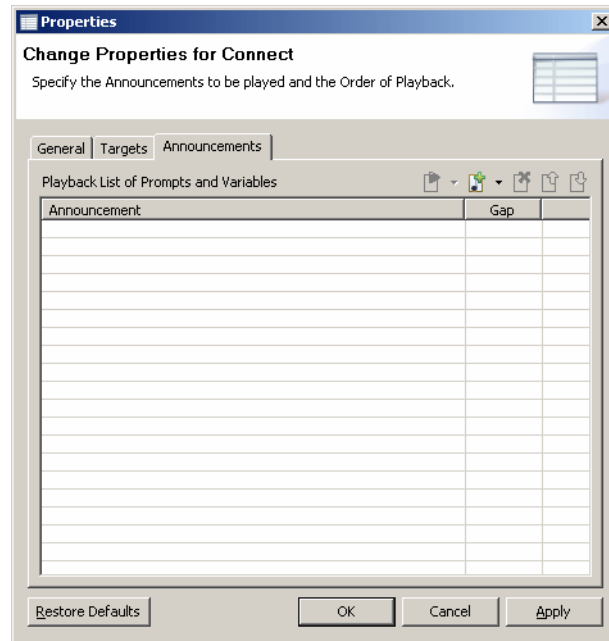 Properties
Change Properties for Connect
Specify the Announcements to be played and the Order of Playback.
General Targets Announcements
Playback List of Prompts and Variables
Announcement Gap
Restore Defaults OK Cancel Apply